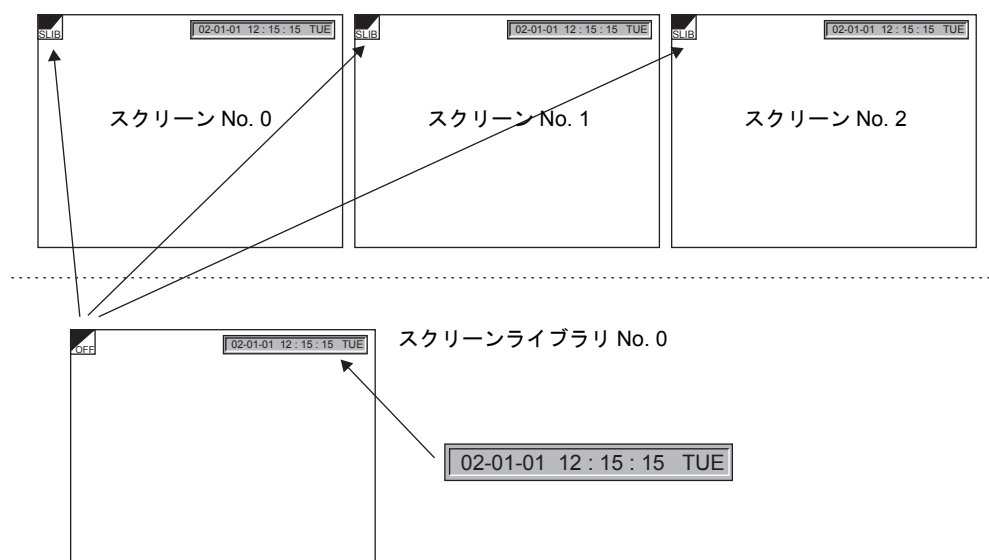 SLIB 02-01-01 12 : 15 : 15 TUE
スクリーン No. 0
SLIB 02-01-01 12 : 15 : 15 TUE
スクリーン No. 1
SLIB 02-01-01 12 : 15 : 15 TUE
スクリーン No. 2
OFF 02-01-01 12 : 15 : 15 TUE
スクリーンライブラリ No. 0
02-01-01 12 : 15 : 15 TUE